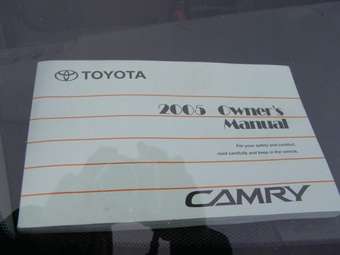 TOYOTA
2005 Owner's
Manual
For your safety and comfort,
read carefully and keep in the vehicle.
CAMRY